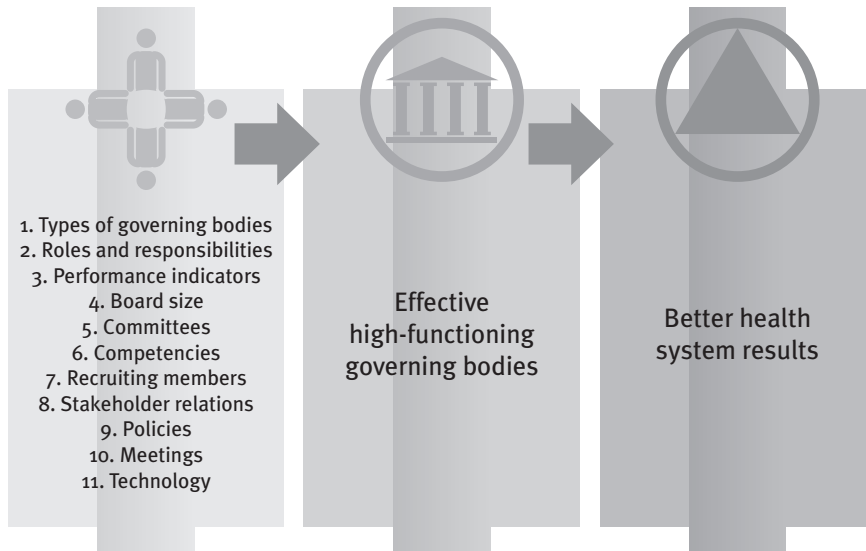 1. Types of governing bodies
2. Roles and responsibilities
3. Performance indicators
4. Board size
5. Committees
6. Competencies
7. Recruiting members
8. Stakeholder relations
9. Policies
10. Meetings
11. Technology
Effective
high-functioning
governing bodies
Better health
system results